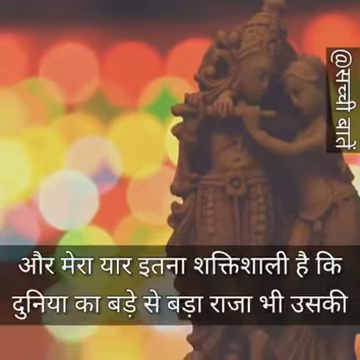 @सच्ची बातें
और मेरा यार इतना शक्तिशाली है कि
दुनिया का बड़े से बड़ा राजा भी उसकी